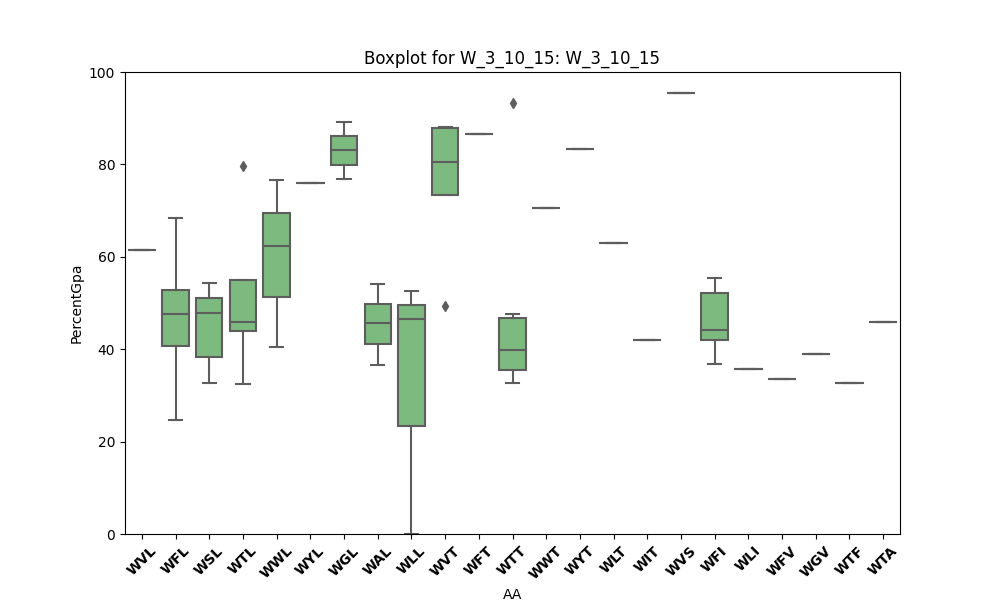 Boxplot for W_3_10_15: W_3_10_15
100
80
60
40
20
0
PercentGpa
WVL WFL WSL WTL WWL WYL WGL WAL WLL WVT WFT WTT WWT WYT WLT WIT WVS WFI WLI WFV WGV WTF WTA
AA